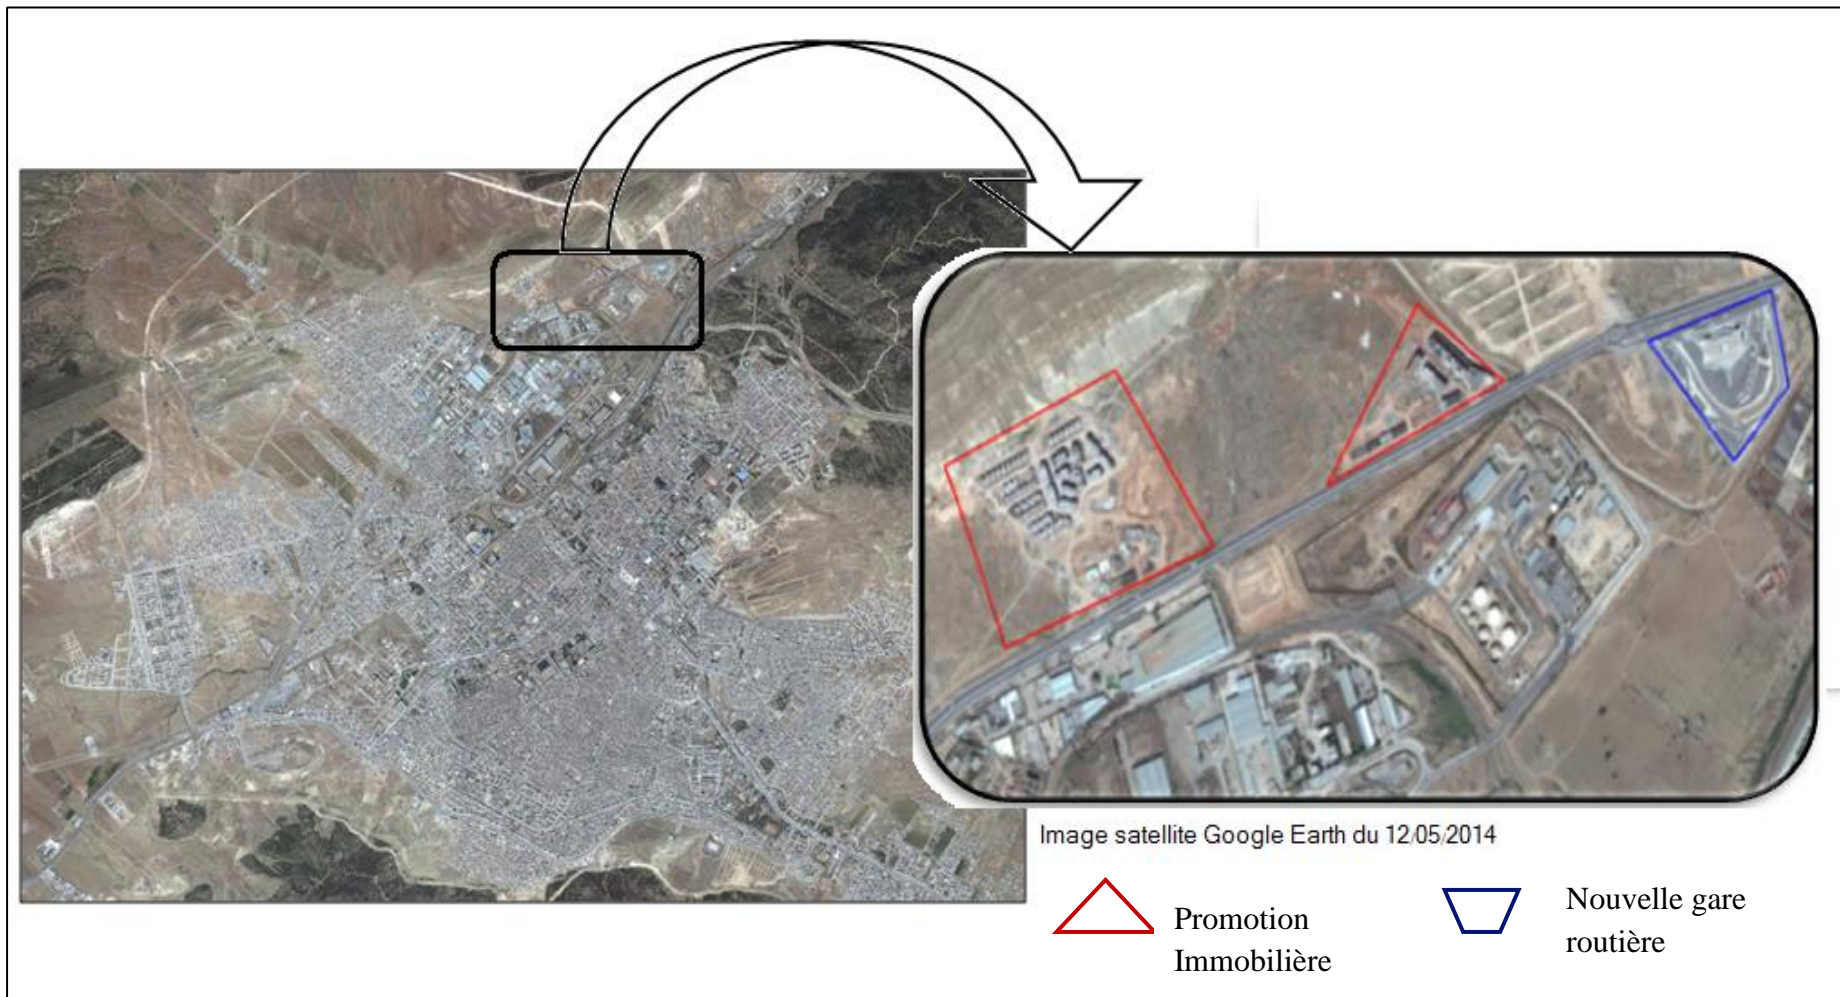 Image satellite Google Earth du 12/05/2014
Promotion
Immobilière
Nouvelle gare
routière